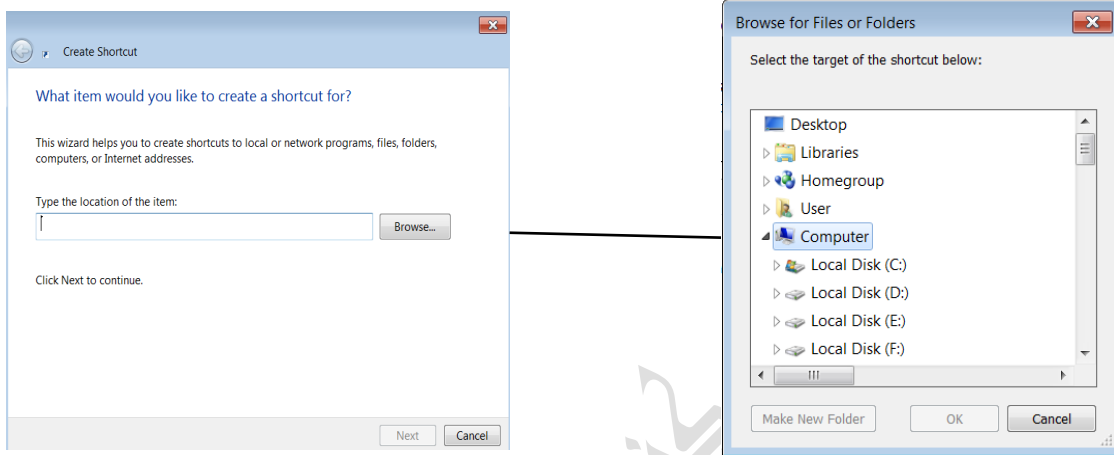 Create Shortcut
What item would you like to create a shortcut for?
This wizard helps you to create shortcuts to local or network programs, files, folders,
computers, or Internet addresses.
Type the location of the item:
Browse...
Click Next to continue.
Next
Cancel
Browse for Files or Folders
Select the target of the shortcut below:
Desktop
Libraries
Homegroup
User
Computer
Local Disk (C:)
Local Disk (D:)
Local Disk (E:)
Local Disk (F:)
Make New Folder
OK
Cancel